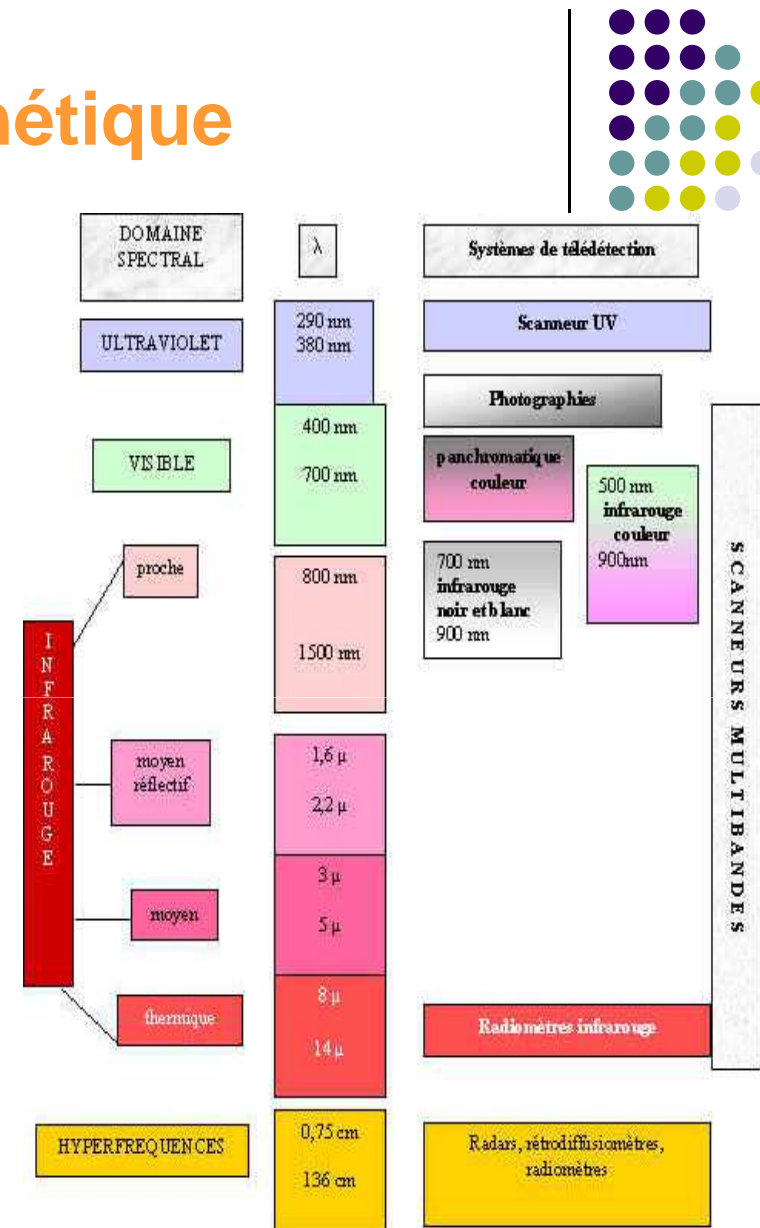 nétique
DOMAINE
SPECTRAL
λ
Systèmes de télédétection
ULTRAVIOLET
290 nm
380 nm
Scanneur UV
Photographies
VISIBLE
400 nm
700 nm
panchromatique
couleur
500 nm
infrarouge
couleur
900nm
700 nm
infrarouge
noir et blanc
900 nm
INFRAROUGE
proche
800 nm
1500 nm
moyen
réflectif
1,6 µ
2,2 µ
moyen
3 µ
5 µ
thermique
8 µ
14 µ
Radiomètres infrarouge
SCANNEURS MULTIBANDES
HYPERFREQUENCES
0,75 cm
136 cm
Radars, rétrodiffusiomètres,
radiomètres